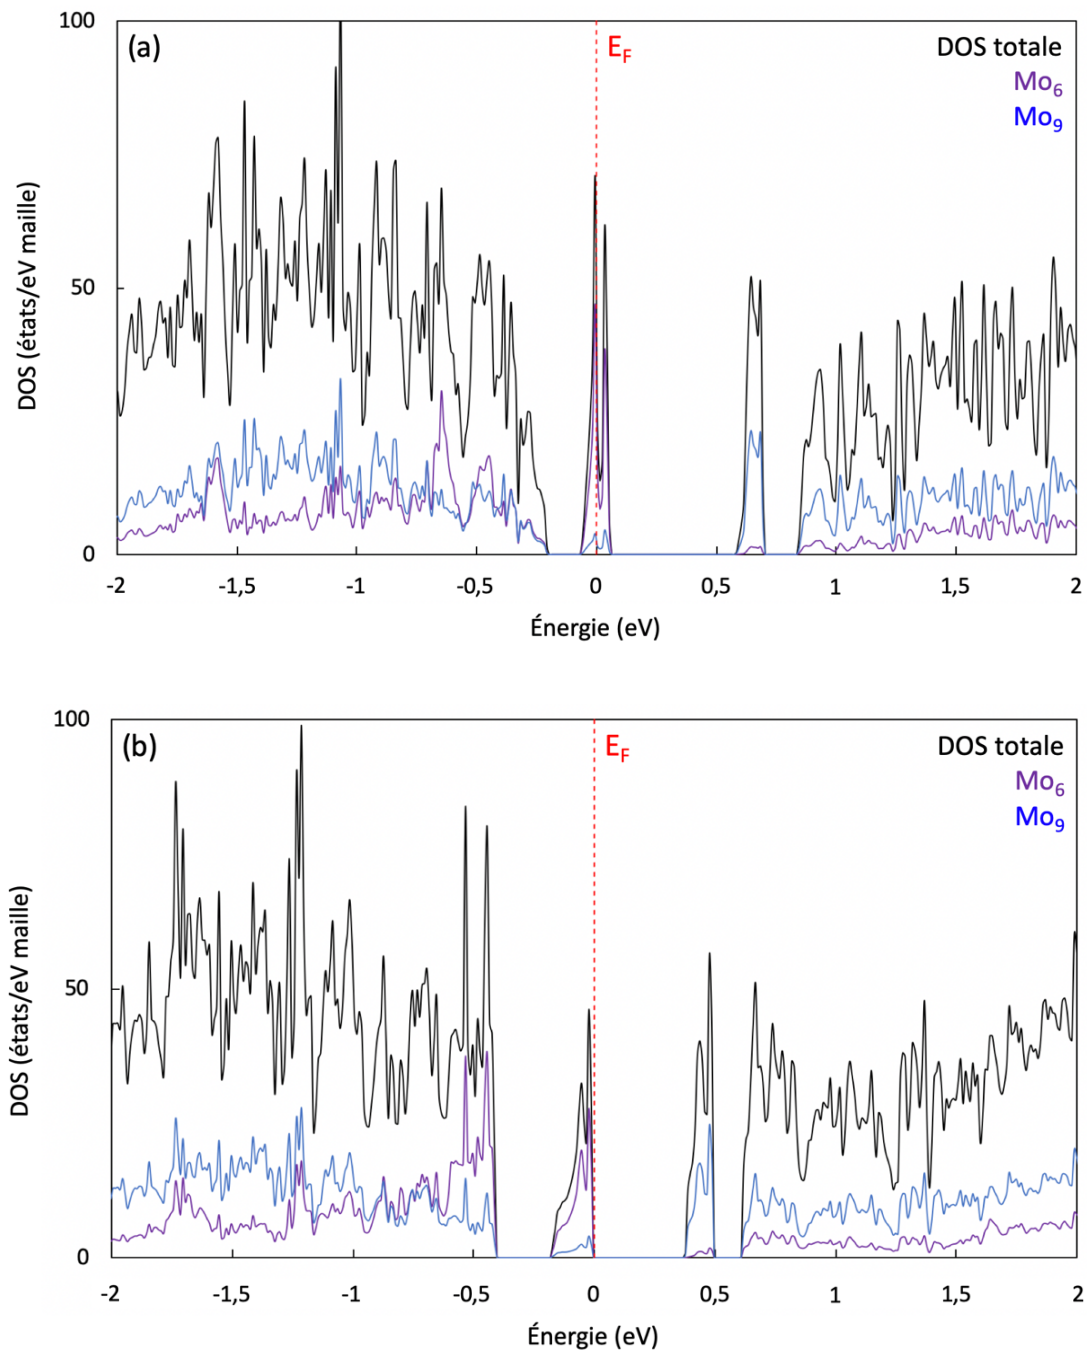 100
(a)
E_F
DOS totale
Mo₆
Mo₉
DOS (états/eV maille)
50
0
-2
-1,5
-1
-0,5
0
0,5
1
1,5
2
Énergie (eV)
100
(b)
E_F
DOS totale
Mo₆
Mo₉
DOS (états/eV maille)
50
0
-2
-1,5
-1
-0,5
0
0,5
1
1,5
2
Énergie (eV)